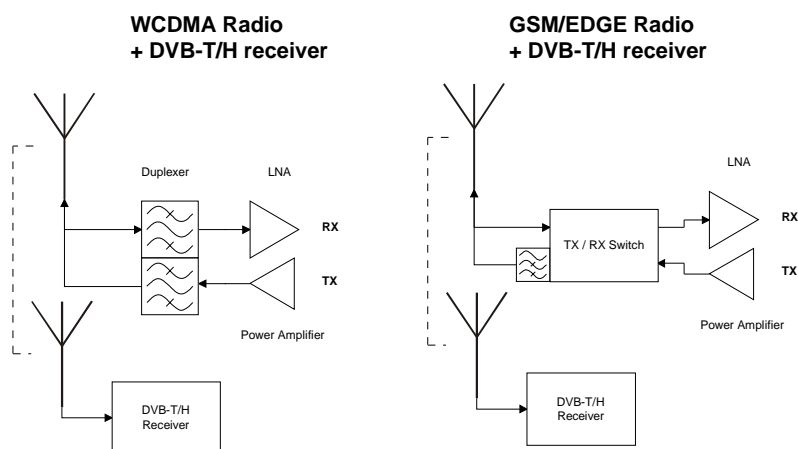 WCDMA Radio
+ DVB-T/H receiver
Duplexer
LNA
RX
TX
Power Amplifier
DVB-T/H
Receiver
GSM/EDGE Radio
+ DVB-T/H receiver
LNA
TX / RX Switch
RX
TX
Power Amplifier
DVB-T/H
Receiver